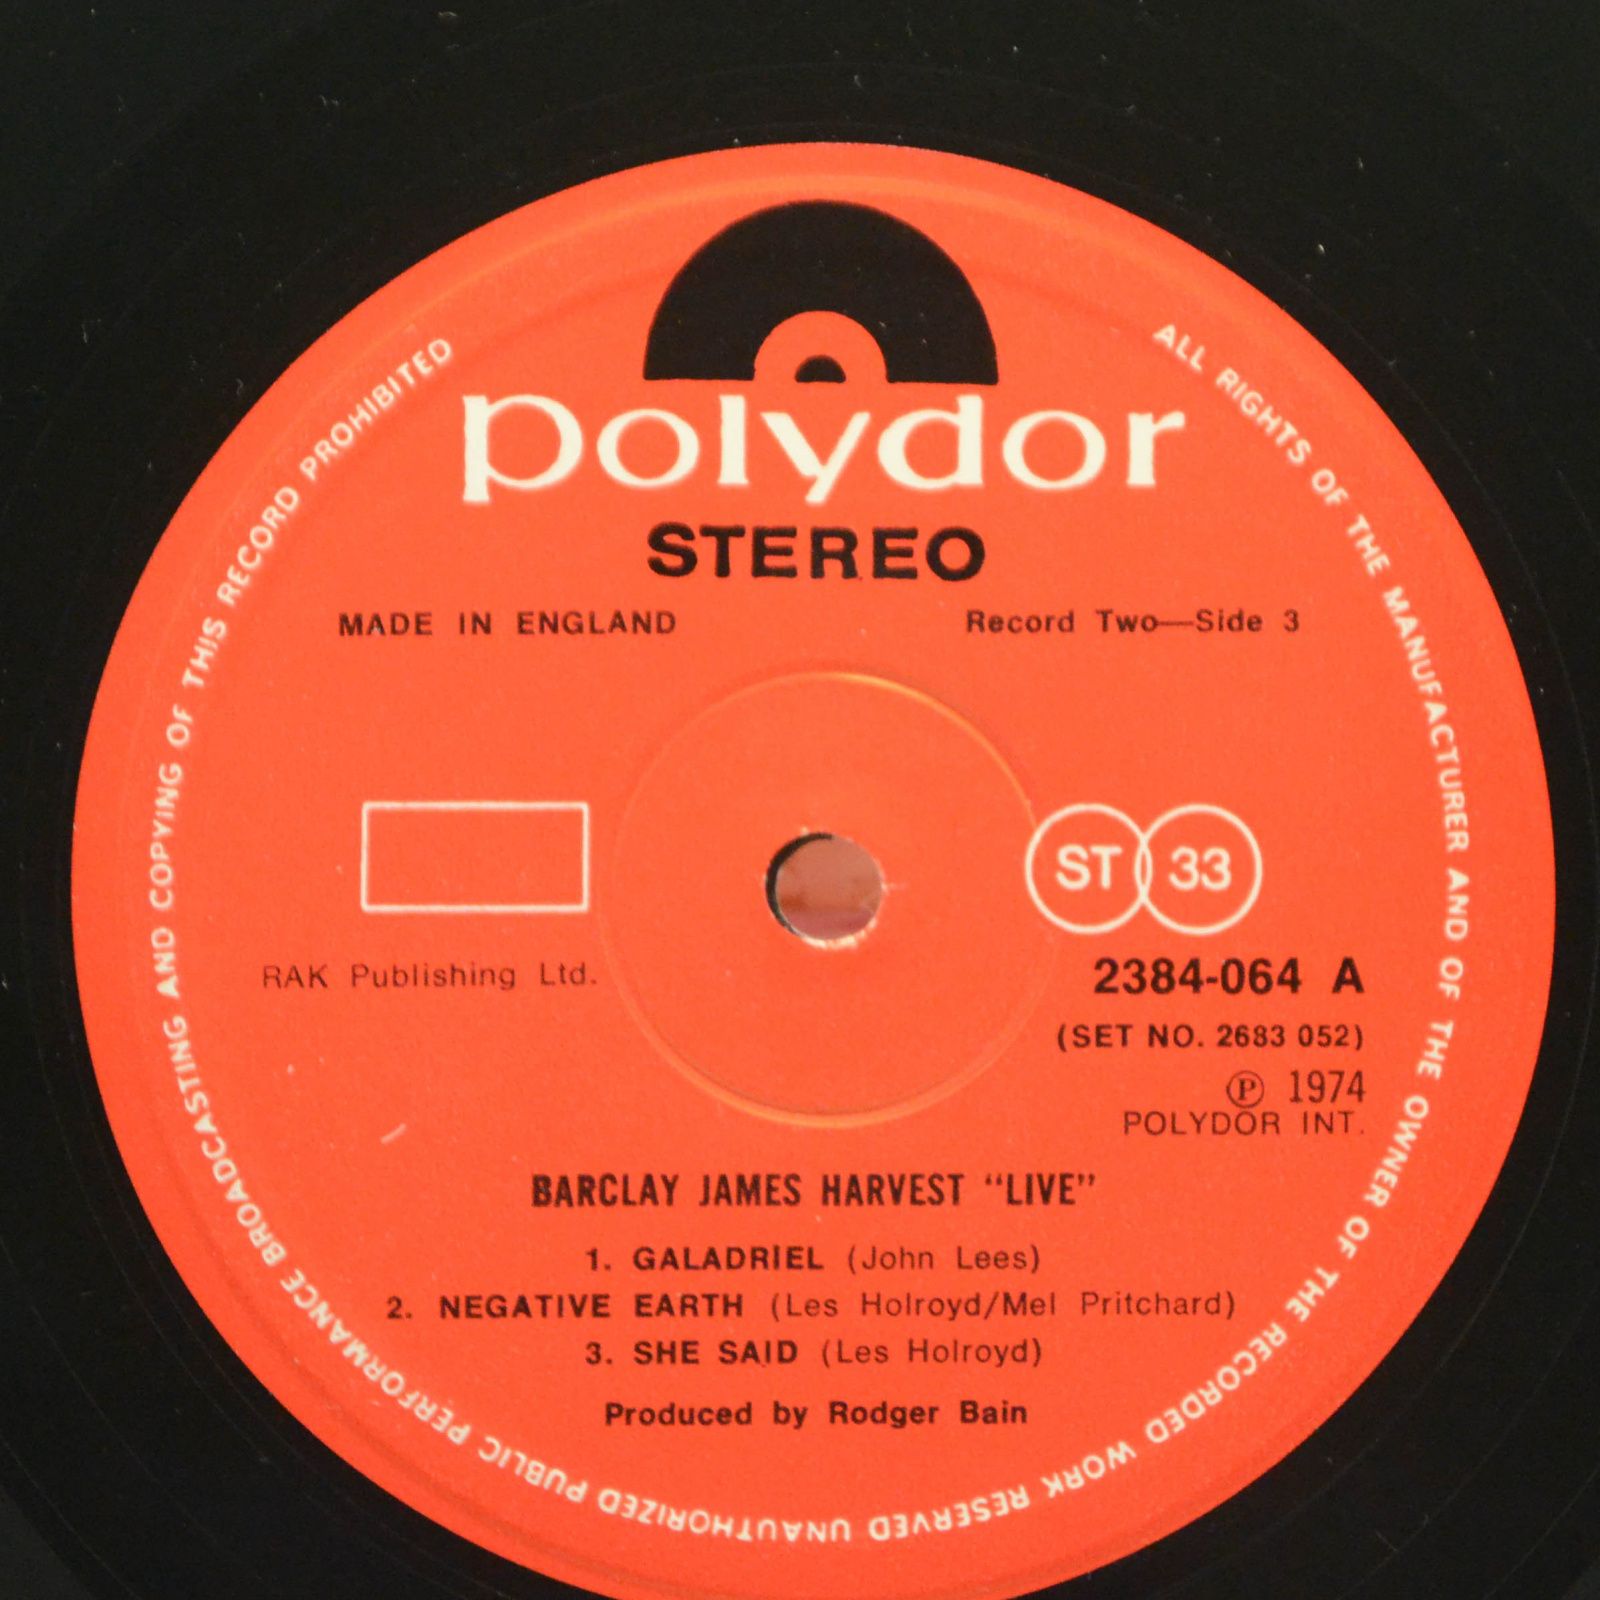 polydor
STEREO
MADE IN ENGLAND
Record Two—Side 3
ST 33
RAK Publishing Ltd.
2384-064 A
(SET NO. 2683 052)
℗ 1974
POLYDOR INT.
BARCLAY JAMES HARVEST “LIVE”
1. GALADRIEL (John Lees)
2. NEGATIVE EARTH (Les Holroyd/Mel Pritchard)
3. SHE SAID (Les Holroyd)
Produced by Rodger Bain
ALL RIGHTS OF THE MANUFACTURER AND OF THE OWNER OF THE RECORDED WORK RESERVED UNAUTHORIZED PUBLIC PERFORMANCE BROADCASTING AND COPYING OF THIS RECORD PROHIBITED